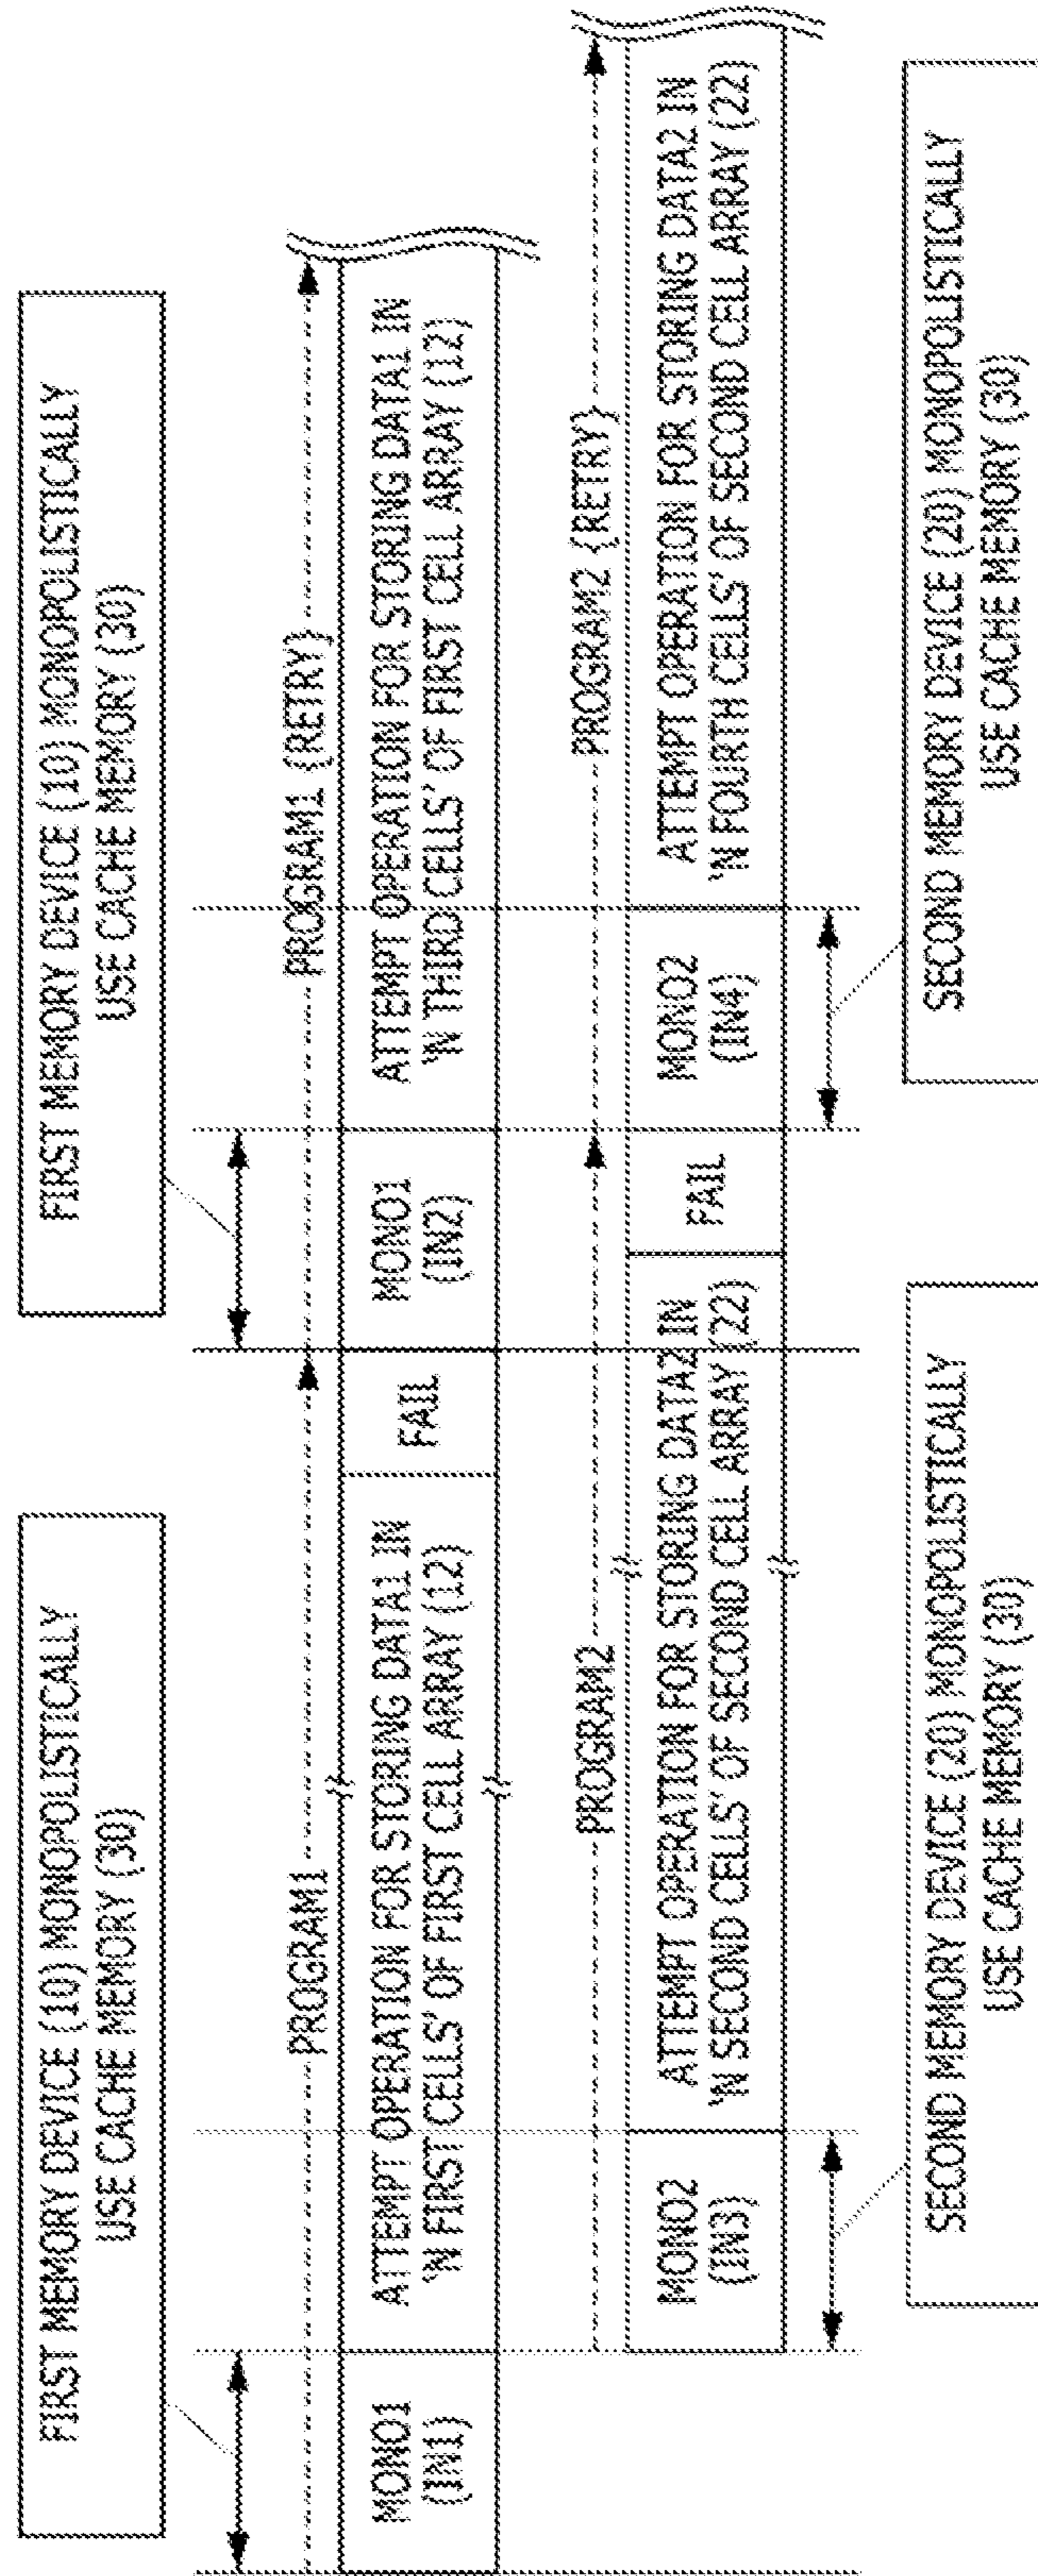 FIRST MEMORY DEVICE (10) MONOPOLISTICALLY
USE CACHE MEMORY (30)
FIRST MEMORY DEVICE (10) MONOPOLISTICALLY
USE CACHE MEMORY (30)
PROGRAM1
PROGRAM1 {RETRY}
MONO1
(IN1)
ATTEMPT OPERATION FOR STORING DATA1 IN
'N FIRST CELLS' OF FIRST CELL ARRAY (12)
FAIL
MONO1
(IN2)
ATTEMPT OPERATION FOR STORING DATA1 IN
'N THIRD CELLS' OF FIRST CELL ARRAY (12)
PROGRAM2
PROGRAM2 {RETRY}
MONO2
(IN3)
ATTEMPT OPERATION FOR STORING DATA2 IN
'N SECOND CELLS' OF SECOND CELL ARRAY (22)
FAIL
MONO2
(IN4)
ATTEMPT OPERATION FOR STORING DATA2 IN
'N FOURTH CELLS' OF SECOND CELL ARRAY (22)
SECOND MEMORY DEVICE (20) MONOPOLISTICALLY
USE CACHE MEMORY (30)
SECOND MEMORY DEVICE (20) MONOPOLISTICALLY
USE CACHE MEMORY (30)